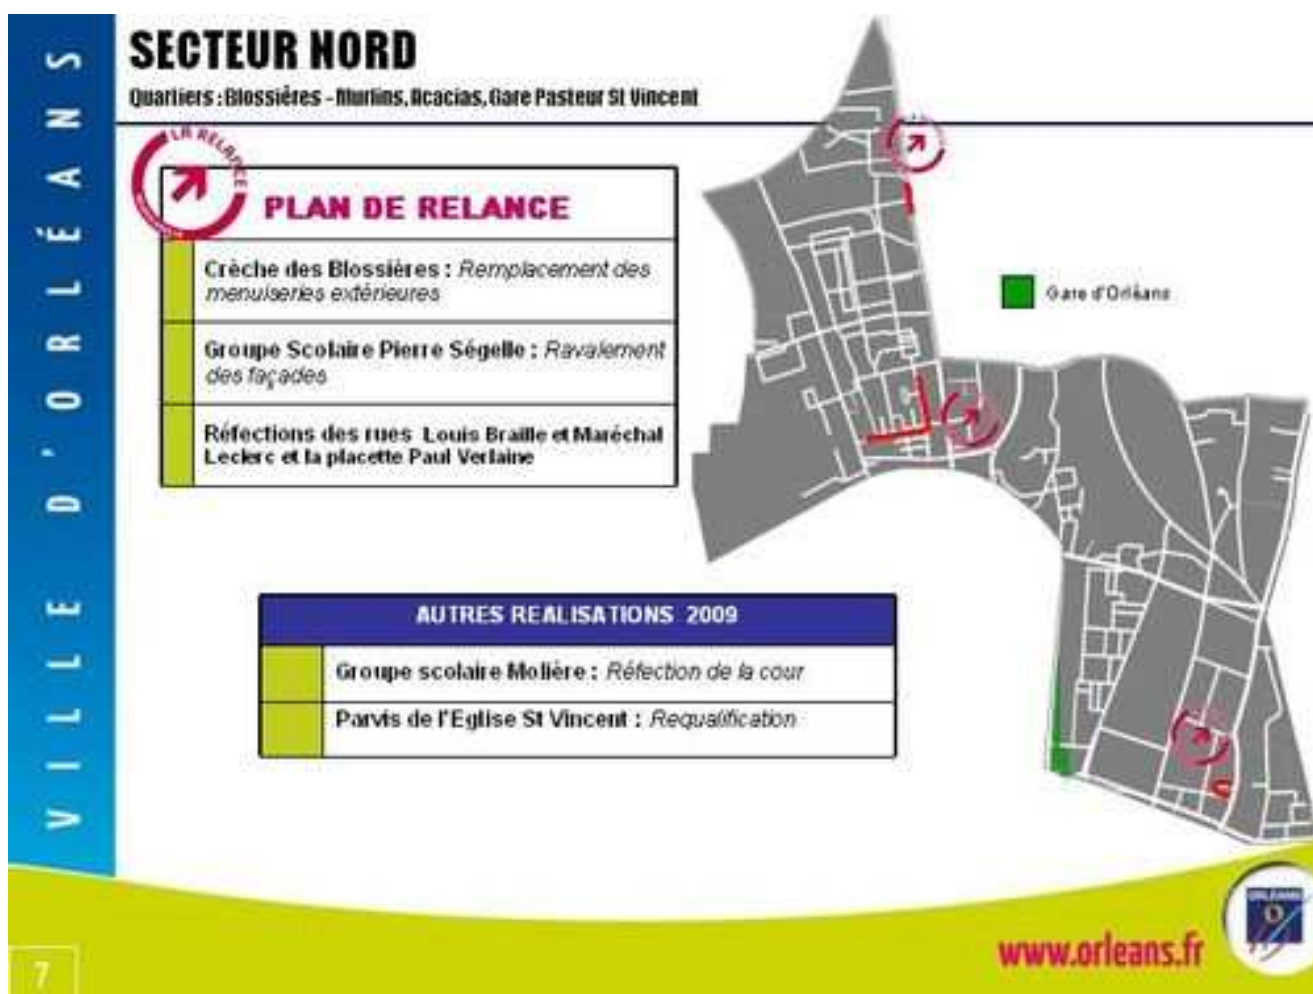 VILLE D'ORLÉANS
SECTEUR NORD
Quartiers : Blossières - Murlins, Acacias, Gare Pasteur St Vincent
LA RELANCE
PLAN DE RELANCE
Crèche des Blossières : Remplacement des
menuiseries extérieures
Groupe Scolaire Pierre Ségelle : Ravalement
des façades
Réfections des rues Louis Braille et Maréchal
Leclerc et la placette Paul Verlaine
Gare d'Orléans
AUTRES REALISATIONS 2009
Groupe scolaire Molière : Réfection de la cour
Parvis de l'Eglise St Vincent : Requalification
ORLÉANS
www.orleans.fr
7